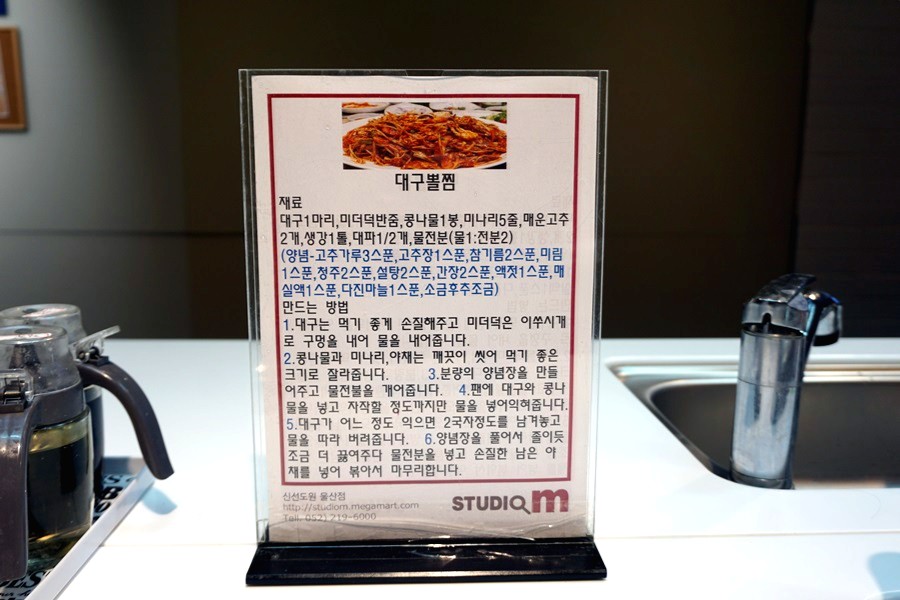 대구뽈찜
재료
대구1마리,미더덕반줌,콩나물1봉,미나리5줄,매운고추
2개,생강1톨,대파1/2개,물전분(물1:전분2)
(양념-고추가루3스푼,고추장1스푼,참기름2스푼,미림
1스푼,청주2스푼,설탕2스푼,간장2스푼,액젓1스푼,매
실액1스푼,다진마늘1스푼,소금후추조금)
만드는 방법
1.대구는 먹기 좋게 손질해주고 미더덕은 이쑤시개
로 구멍을 내어 물을 내어줍니다.
2.콩나물과 미나리,야채는 깨끗이 씻어 먹기 좋은
크기로 잘라줍니다. 3.분량의 양념장을 만들
어주고 물전분을 개어줍니다. 4.팬에 대구와 콩나
물을 넣고 자작할 정도까지만 물을 넣어익혀줍니다.
5.대구가 어느 정도 익으면 2국자정도를 남겨놓고
물을 따라 버려줍니다. 6.양념장을 풀어서 졸이듯
조금 더 끓여주다 물전분을 넣고 손질한 남은 야
채를 넣어 볶아서 마무리합니다.
신선도원 울산점
http://studiom.megamart.com
Tell. 052) 219-6000
STUDIO m